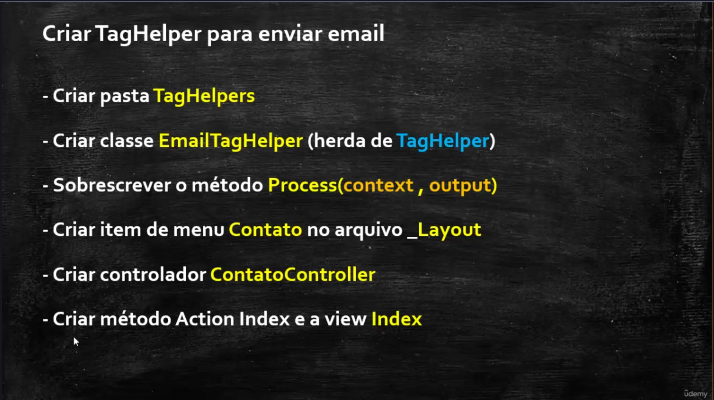 Criar TagHelper para enviar email
- Criar pasta TagHelpers
- Criar classe EmailTagHelper (herda de TagHelper)
- Sobrescrever o método Process(context , output)
- Criar item de menu Contato no arquivo _Layout
- Criar controlador ContatoController
- Criar método Action Index e a view Index
ûdemy